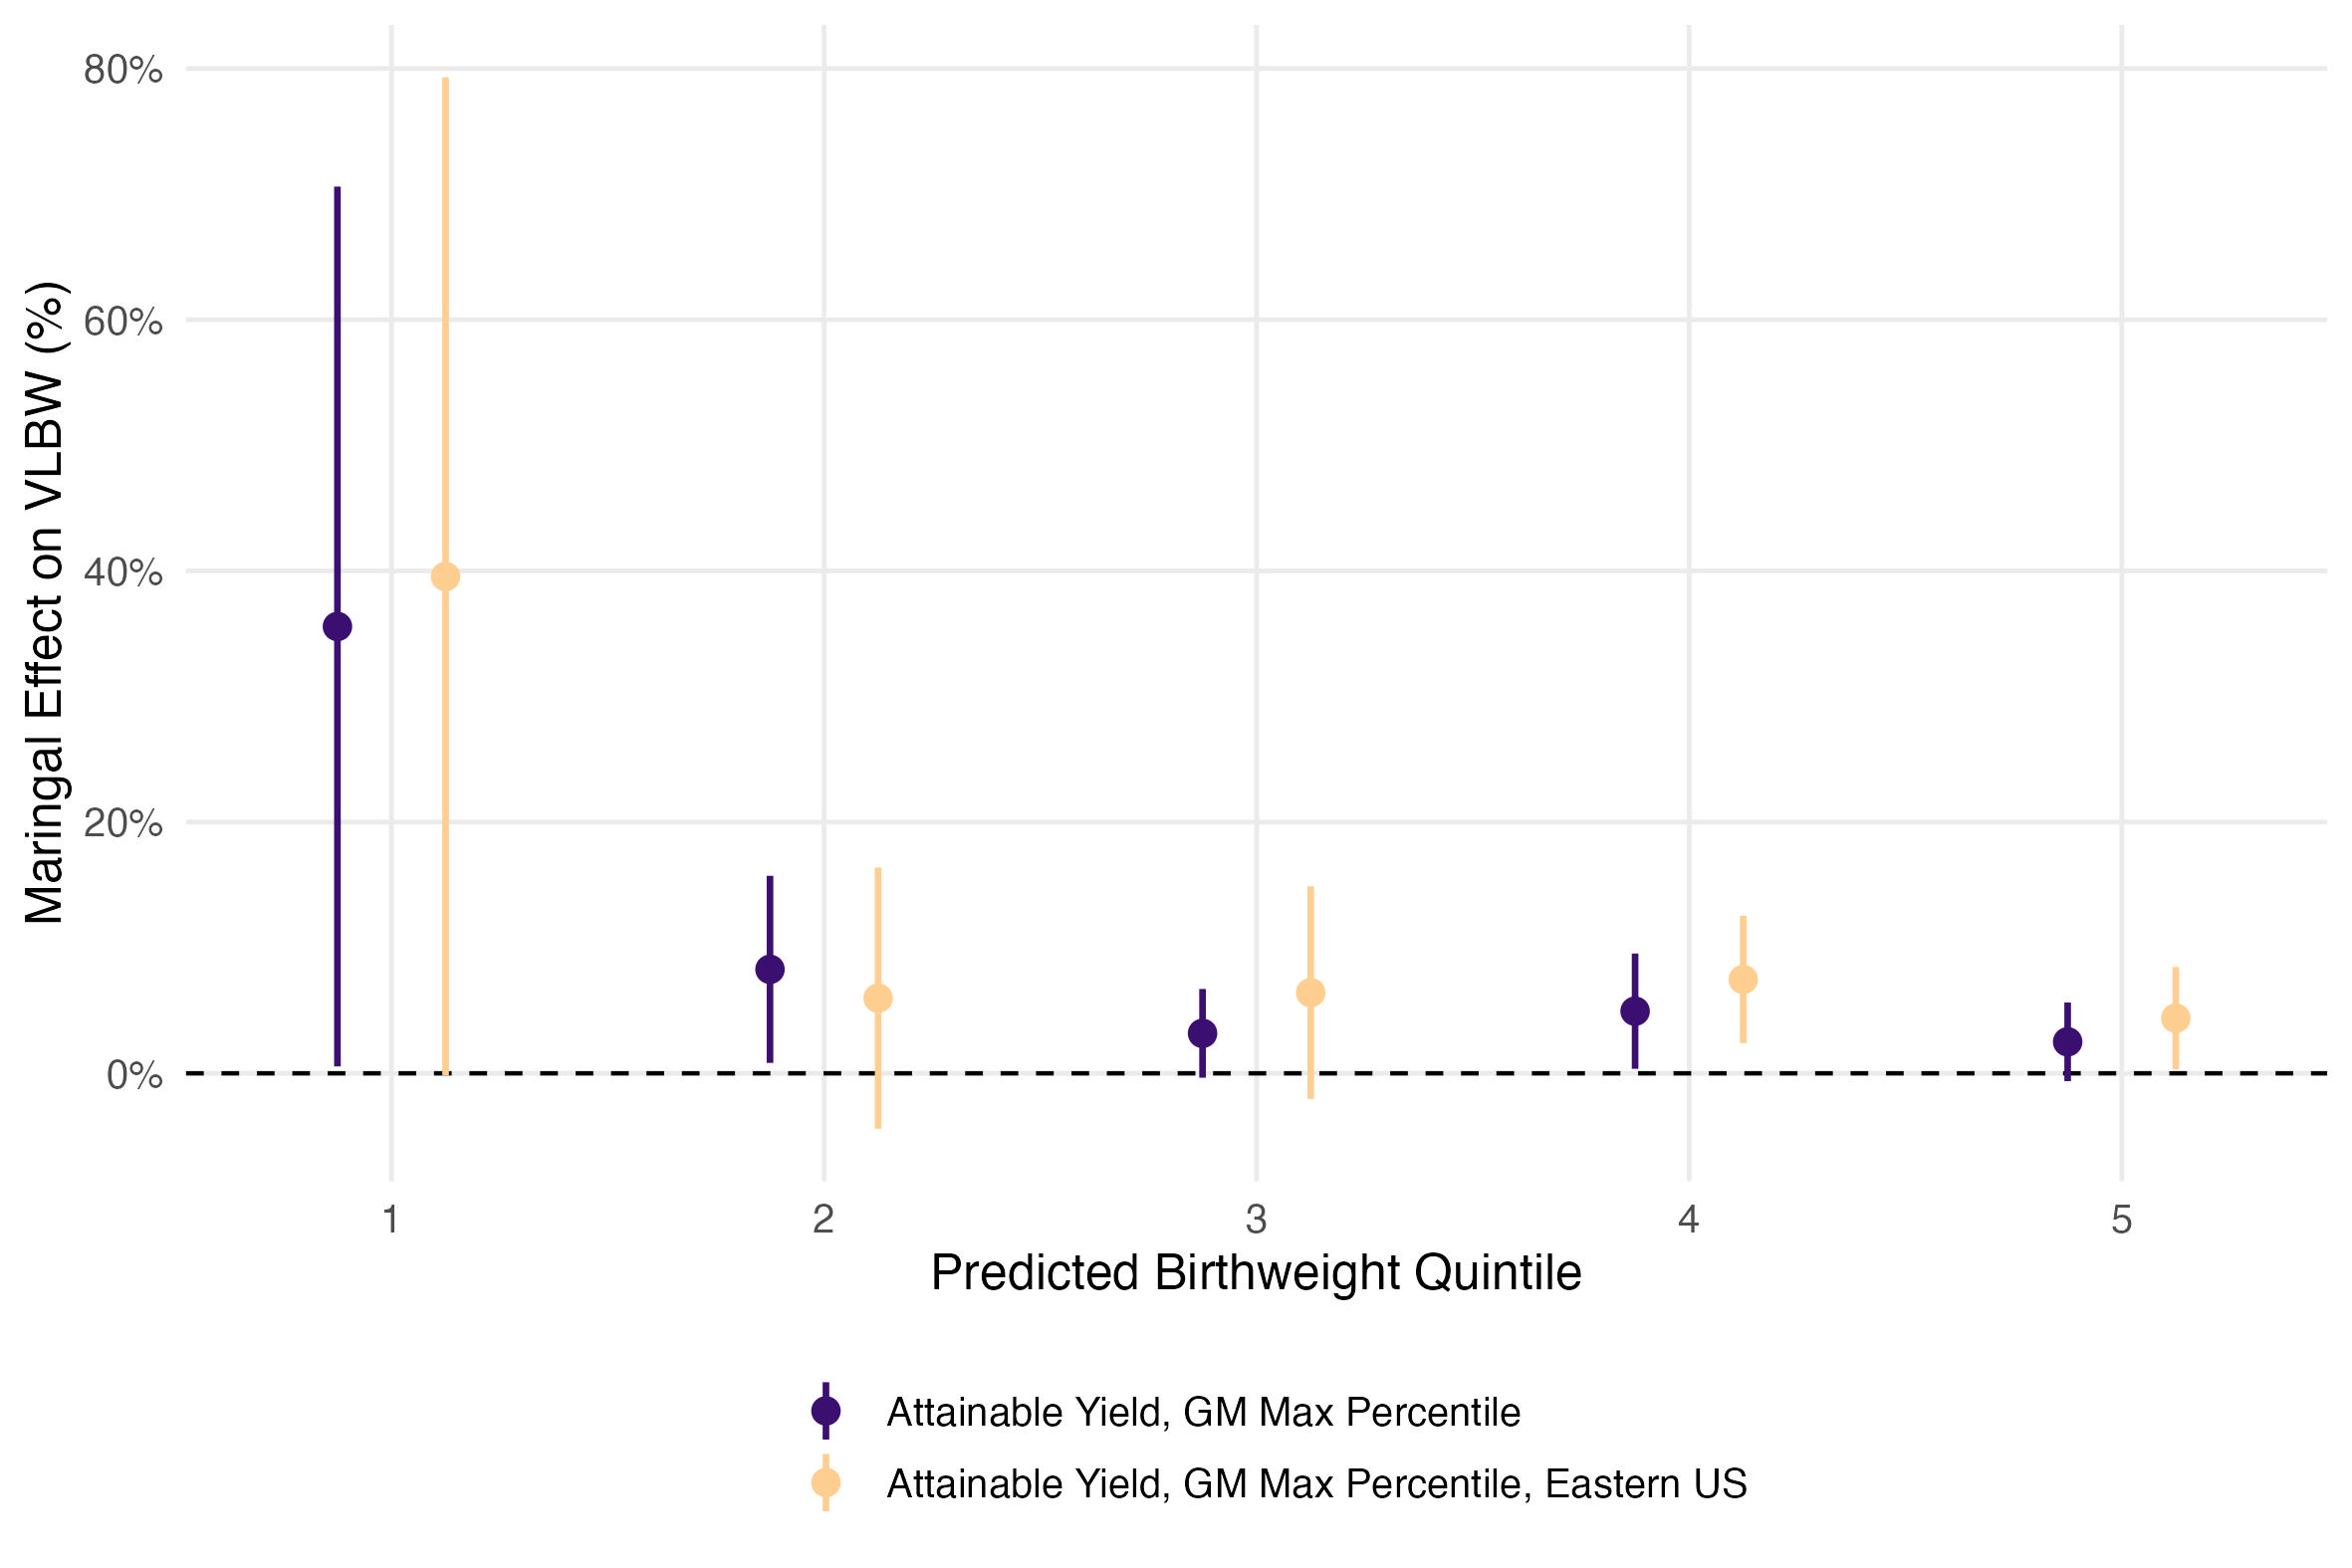 80%
60%
40%
20%
0%
Maringal Effect on VLBW (%)
1 2 3 4 5
Predicted Birthweight Quintile
Attainable Yield, GM Max Percentile
Attainable Yield, GM Max Percentile, Eastern US